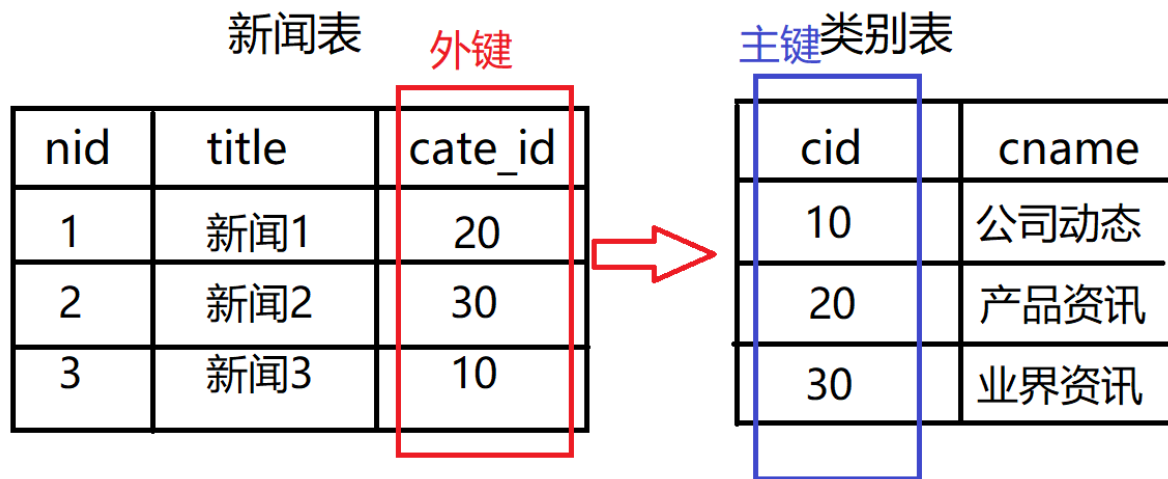 新闻表
外键
主键类别表
nid title cate_id
1 新闻1 20
2 新闻2 30
3 新闻3 10
cid cname
10 公司动态
20 产品资讯
30 业界资讯